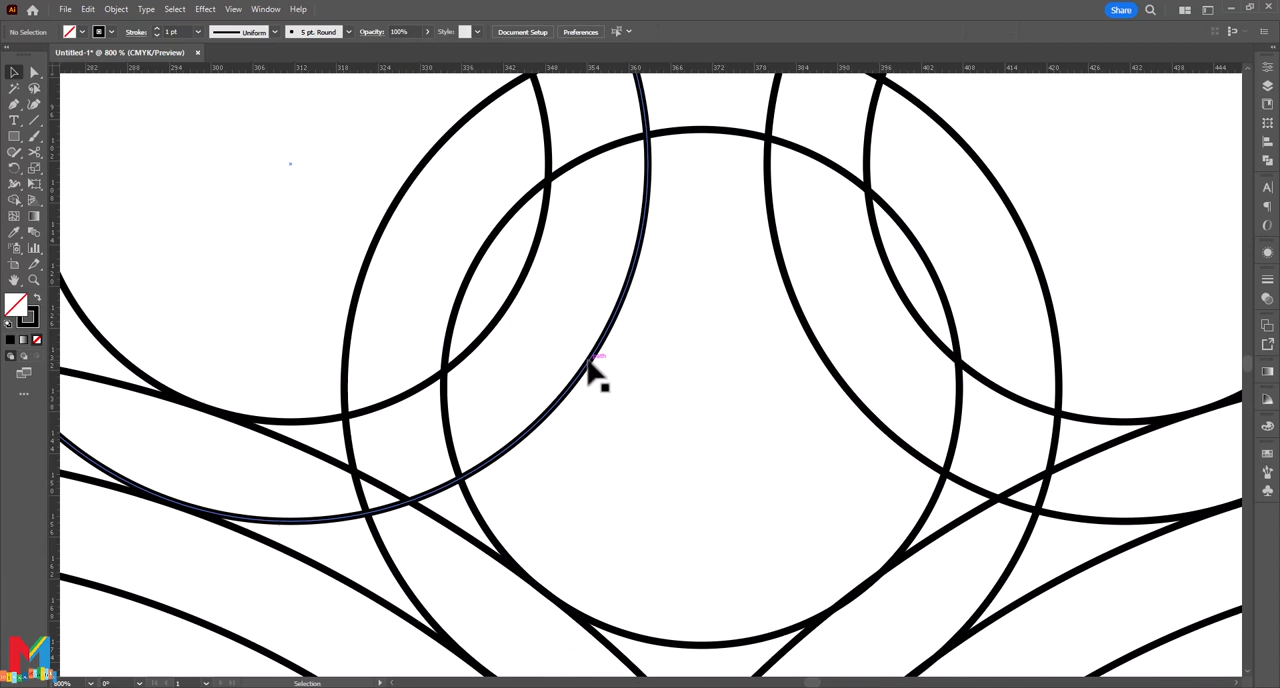 Ai File Edit Object Type Select Effect View Window Help Share
No Selection Stroke: 1 pt Uniform 5 pt. Round Opacity: 100% Style: Document Setup Preferences
Untitled-1* @ 800 % (CMYK/Preview) ×
282 288 294 300 306 312 318 324 330 336 342 348 354 360 366 372 378 384 390 396 402 408 414 420 426 432 438 444
800% 0° 1 Selection